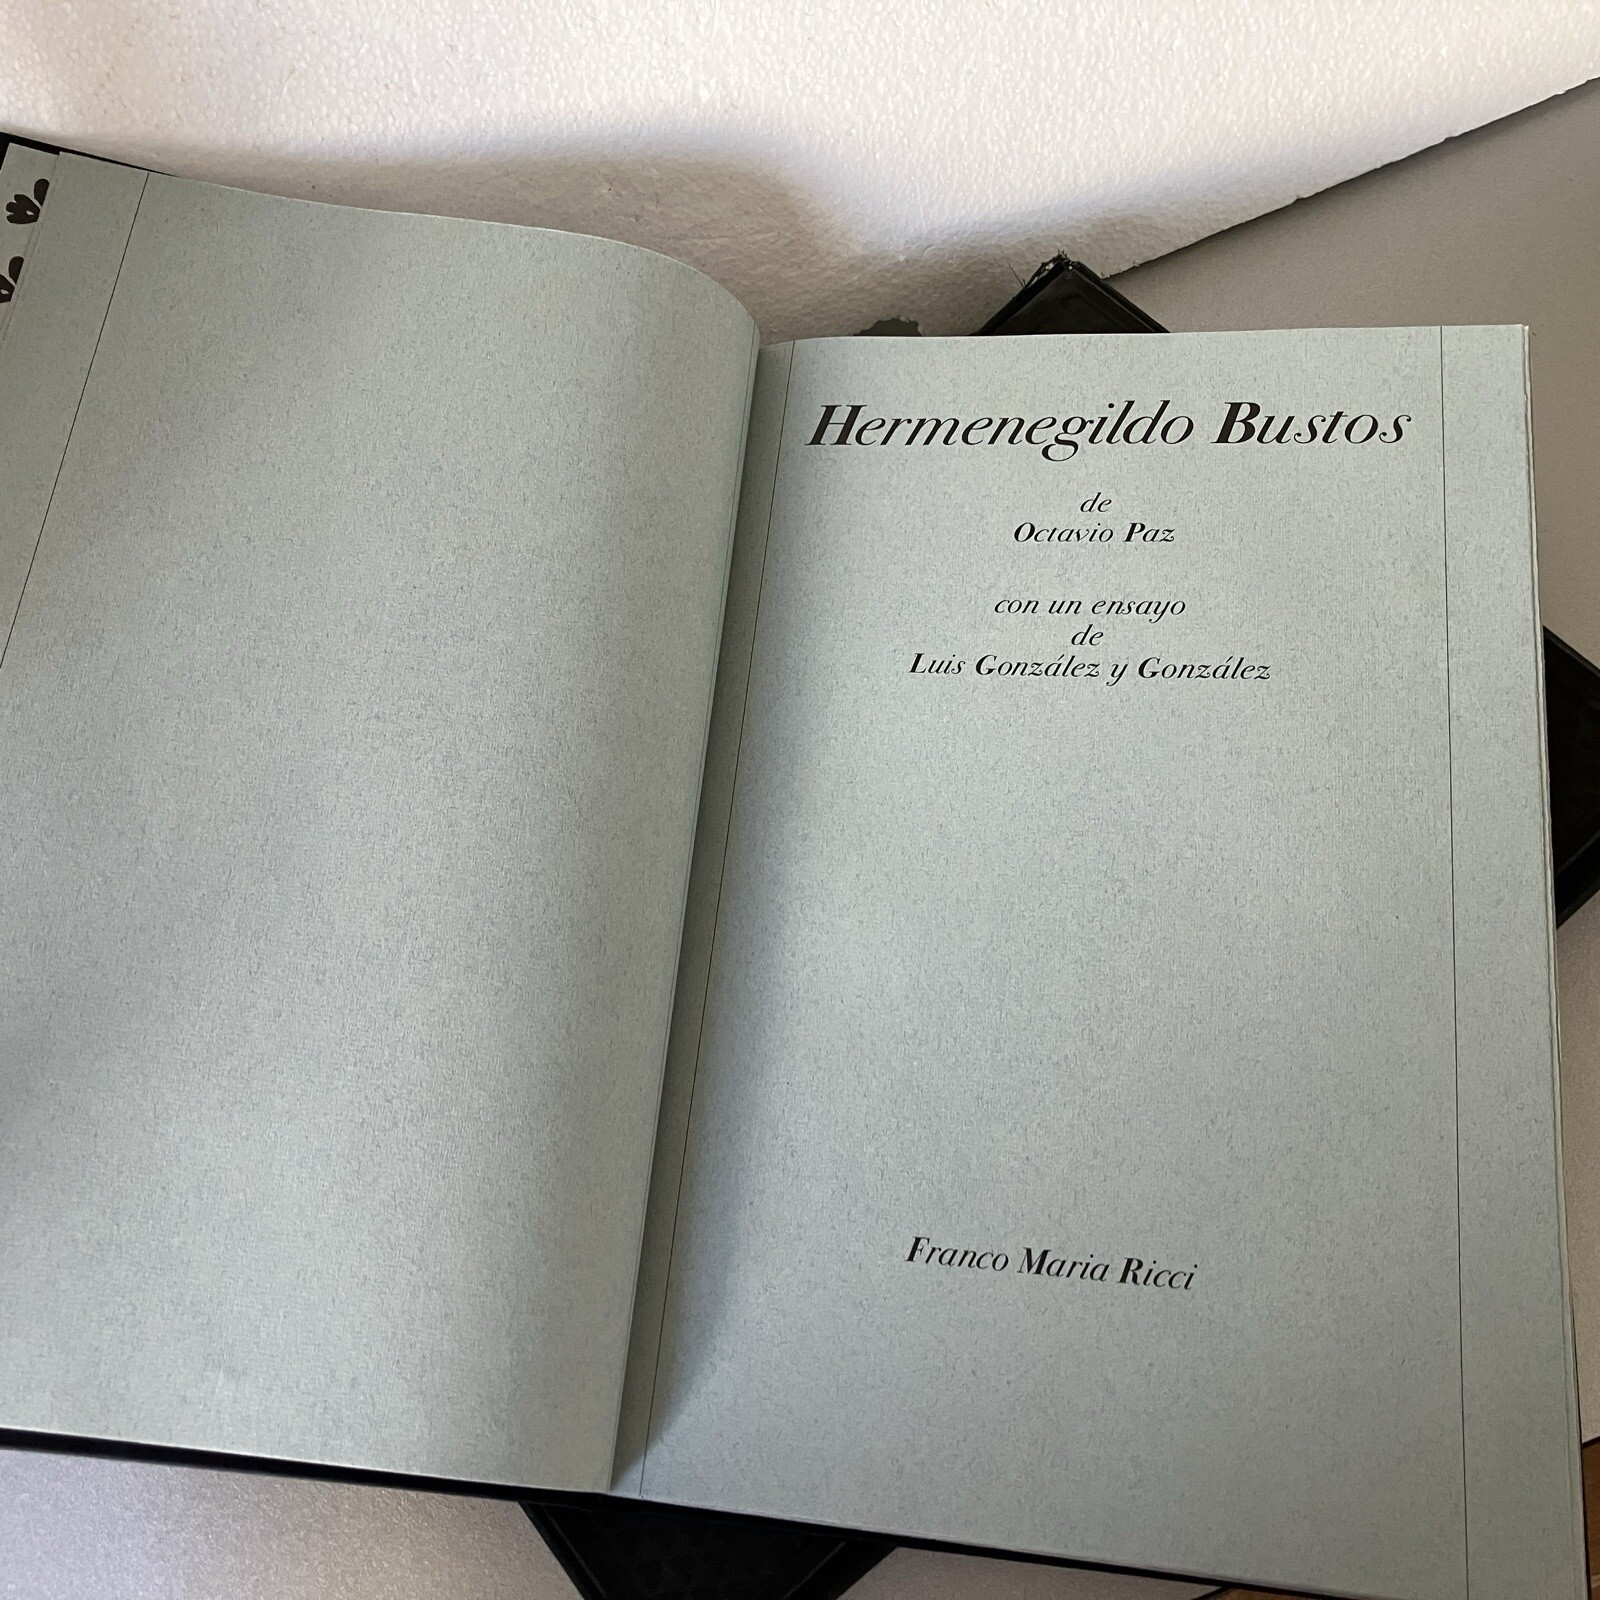 Hermenegildo Bustos
de
Octavio Paz
con un ensayo
de
Luis González y González
Franco Maria Ricci